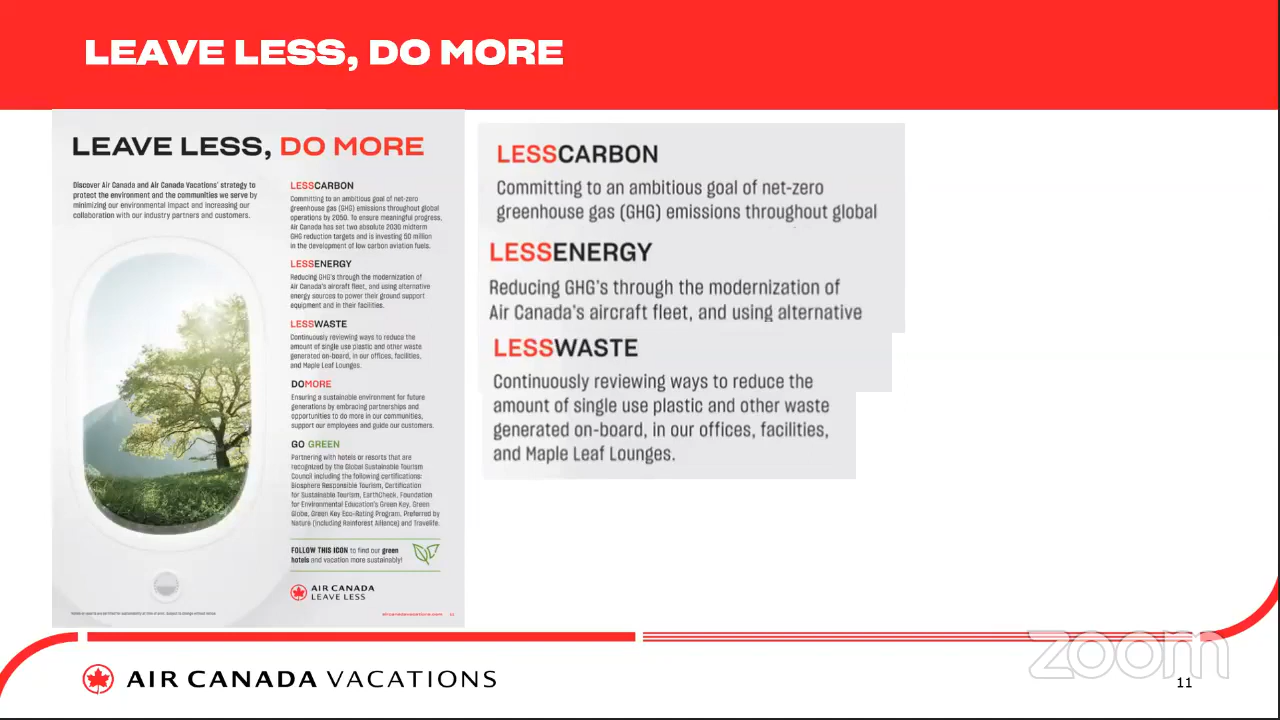 LEAVE LESS, DO MORE
LEAVE LESS, DO MORE
Discover Air Canada and Air Canada Vacations' strategy to
protect the environment and the communities we serve by
minimizing our environmental impact and increasing our
collaboration with our industry partners and customers.
LESSCARBON
Committing to an ambitious goal of net-zero
greenhouse gas (GHG) emissions throughout global
operations by 2050. To ensure meaningful progress,
Air Canada has set two absolute 2030 midterm
GHG reduction targets and is investing 50 million
in the development of low carbon aviation fuels.
LESSENERGY
Reducing GHG's through the modernization of
Air Canada's aircraft fleet, and using alternative
energy sources to power their ground support
equipment and in their facilities.
LESSWASTE
Continuously reviewing ways to reduce the
amount of single use plastic and other waste
generated on-board, in our offices, facilities,
and Maple Leaf Lounges.
DOMORE
Ensuring a sustainable environment for future
generations by embracing partnerships and
opportunities to do more in our communities,
support our employees and guide our customers.
GO GREEN
Partnering with hotels or resorts that are
recognized by the Global Sustainable Tourism
Council including the following certifications:
Biosphere Responsible Tourism, Certification
for Sustainable Tourism, EarthCheck, Foundation
for Environmental Education's Green Key, Green
Globe, Green Key Eco-Rating Program, Preferred by
Nature (including Rainforest Alliance) and Travelife.
FOLLOW THIS ICON to find our green
hotels and vacation more sustainably!
AIR CANADA
LEAVE LESS
aircanadavacations.com
LESSCARBON
Committing to an ambitious goal of net-zero
greenhouse gas (GHG) emissions throughout global
LESSENERGY
Reducing GHG's through the modernization of
Air Canada's aircraft fleet, and using alternative
LESSWASTE
Continuously reviewing ways to reduce the
amount of single use plastic and other waste
generated on-board, in our offices, facilities,
and Maple Leaf Lounges.
AIR CANADA VACATIONS
zoom
11